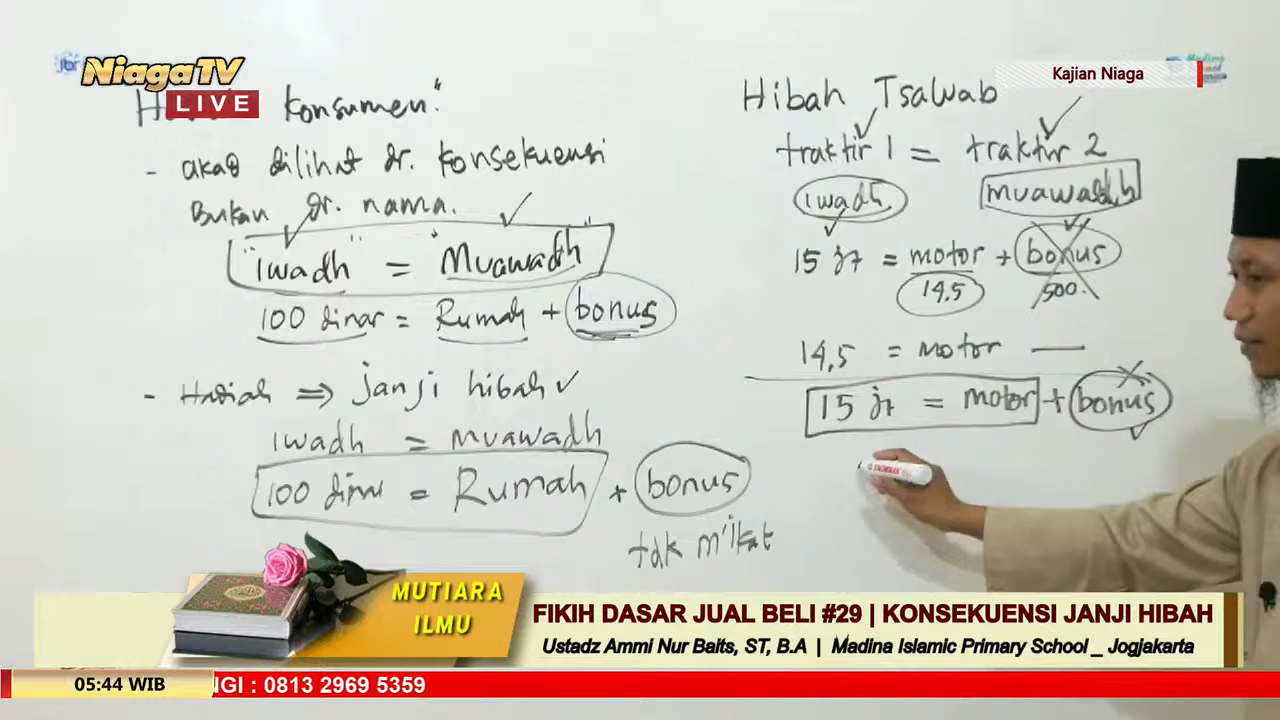 NiagaTV
LIVE
Kajian Niaga
Konsumen"
- akad dilihat dr. konsekuensi
Bukan dr. nama.
"iwadh" = "Muawadh"
100 dinar = Rumah + bonus
- Hadiah ⇒ janji hibah ✓
iwadh = muawadh
100 dinar = Rumah + bonus
tdk m'ikat
Hibah Tsawab
traktir 1 = traktir 2
iwadh muawadh
15 jt = motor + bonus
14,5 500
14,5 = motor —
15 jt = motor + bonus
MUTIARA
ILMU
FIKIH DASAR JUAL BELI #29 | KONSEKUENSI JANJI HIBAH
Ustadz Ammi Nur Baits, ST, B.A | Madina Islamic Primary School _ Jogjakarta
05:44 WIB
NGI : 0813 2969 5359